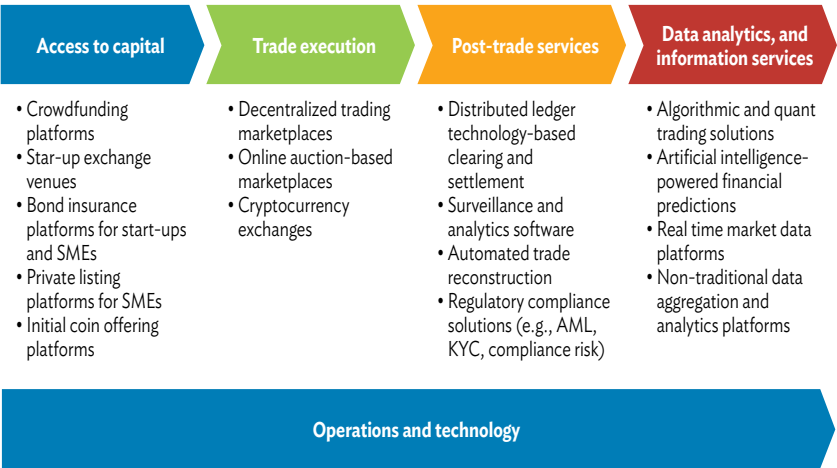 Access to capital
Trade execution
Post-trade services
Data analytics, and
information services
• Crowdfunding
platforms
• Star-up exchange
venues
• Bond insurance
platforms for start-ups
and SMEs
• Private listing
platforms for SMEs
• Initial coin offering
platforms
• Decentralized trading
marketplaces
• Online auction-based
marketplaces
• Cryptocurrency
exchanges
• Distributed ledger
technology-based
clearing and
settlement
• Surveillance and
analytics software
• Automated trade
reconstruction
• Regulatory compliance
solutions (e.g., AML,
KYC, compliance risk)
• Algorithmic and quant
trading solutions
• Artificial intelligence-
powered financial
predictions
• Real time market data
platforms
• Non-traditional data
aggregation and
analytics platforms
Operations and technology